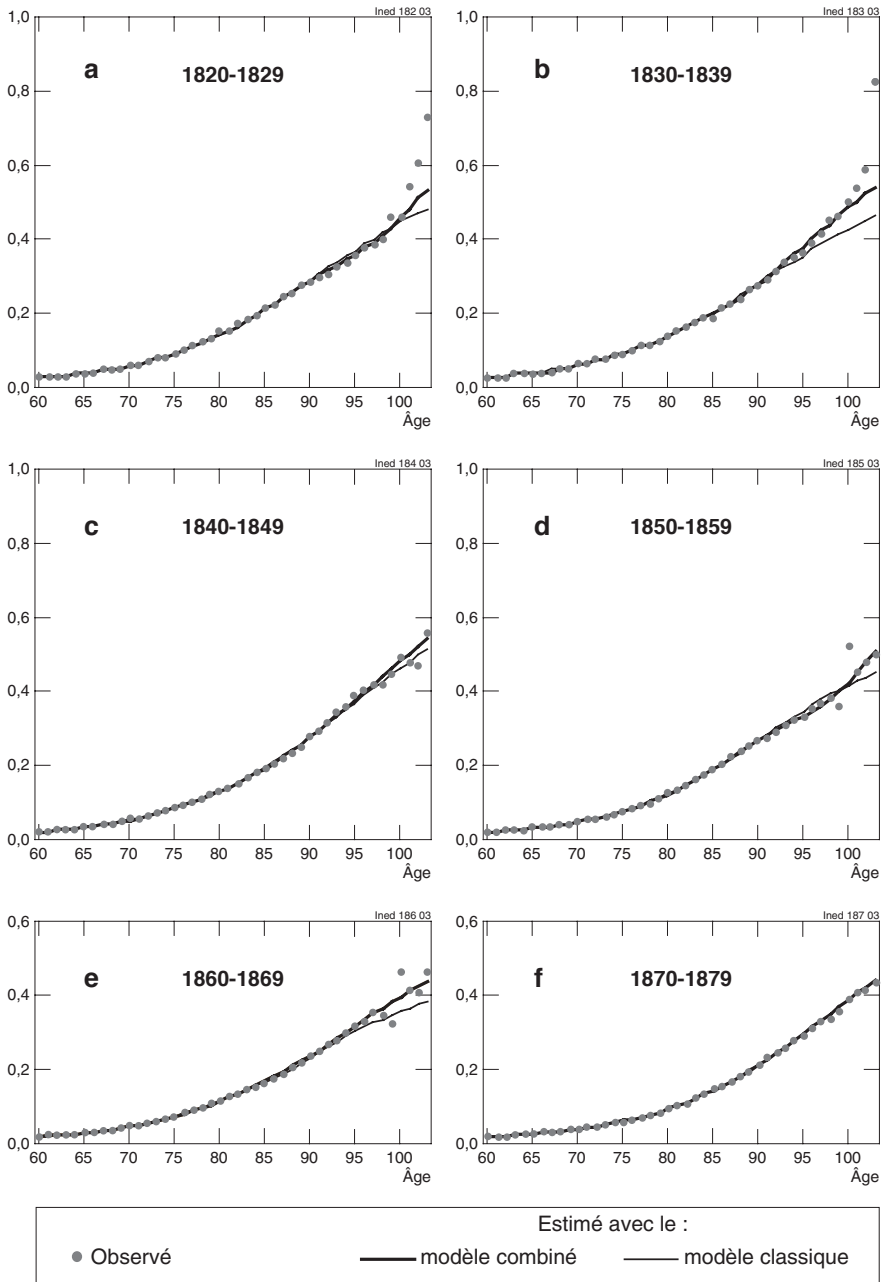 Ined 182 03
1,0
0,8
0,6
0,4
0,2
0,0
a
1820-1829
60 65 70 75 80 85 90 95 100
Âge
Ined 183 03
1,0
0,8
0,6
0,4
0,2
0,0
b
1830-1839
60 65 70 75 80 85 90 95 100
Âge
Ined 184 03
1,0
0,8
0,6
0,4
0,2
0,0
c
1840-1849
60 65 70 75 80 85 90 95 100
Âge
Ined 185 03
1,0
0,8
0,6
0,4
0,2
0,0
d
1850-1859
60 65 70 75 80 85 90 95 100
Âge
Ined 186 03
0,6
0,4
0,2
0,0
e
1860-1869
60 65 70 75 80 85 90 95 100
Âge
Ined 187 03
0,6
0,4
0,2
0,0
f
1870-1879
60 65 70 75 80 85 90 95 100
Âge
Estimé avec le :
Observé modèle combiné modèle classique